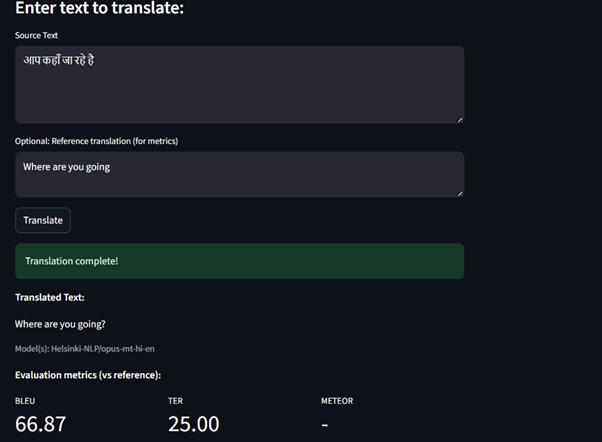 Enter text to translate:
Source Text
आप कहाँ जा रहे है
Optional: Reference translation (for metrics)
Where are you going
Translate
Translation complete!
Translated Text:
Where are you going?
Model(s): Helsinki-NLP/opus-mt-hi-en
Evaluation metrics (vs reference):
BLEU TER METEOR
66.87 25.00 -